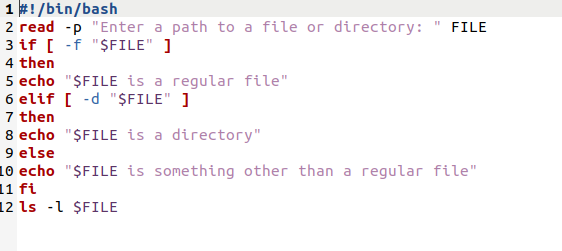 1 #!/bin/bash
2 read -p "Enter a path to a file or directory: " FILE
3 if [ -f "$FILE" ]
4 then
5 echo "$FILE is a regular file"
6 elif [ -d "$FILE" ]
7 then
8 echo "$FILE is a directory"
9 else
10 echo "$FILE is something other than a regular file"
11 fi
12 ls -l $FILE